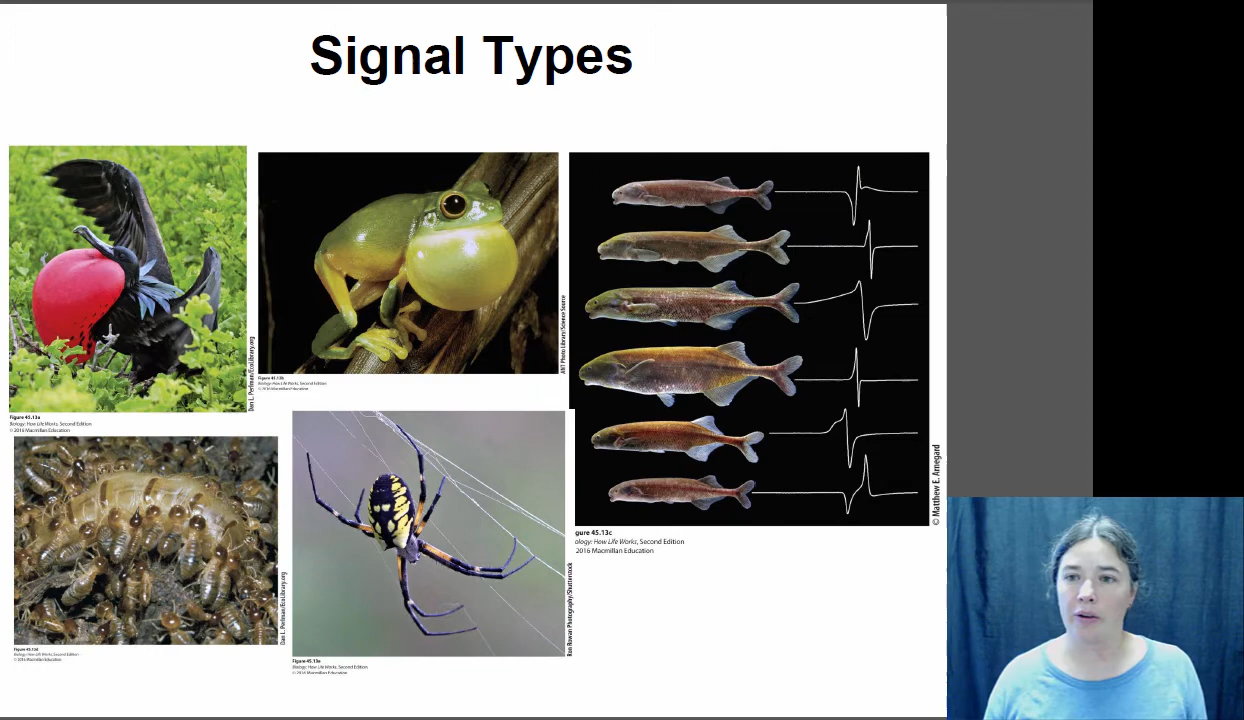 Signal Types
Dan L. Perlman/EcoLibrary.org
Figure 45.13a
Biology: How Life Works, Second Edition
© 2016 Macmillan Education
ANT Photo Library/Science Source
Figure 45.13b
Biology: How Life Works, Second Edition
© 2016 Macmillan Education
© Matthew E. Arnegard
gure 45.13c
ology: How Life Works, Second Edition
2016 Macmillan Education
Dan L. Perlman/EcoLibrary.org
Figure 45.13d
Biology: How Life Works, Second Edition
© 2016 Macmillan Education
Ron Rowan Photography/Shutterstock
Figure 45.13e
Biology: How Life Works, Second Edition
© 2016 Macmillan Education